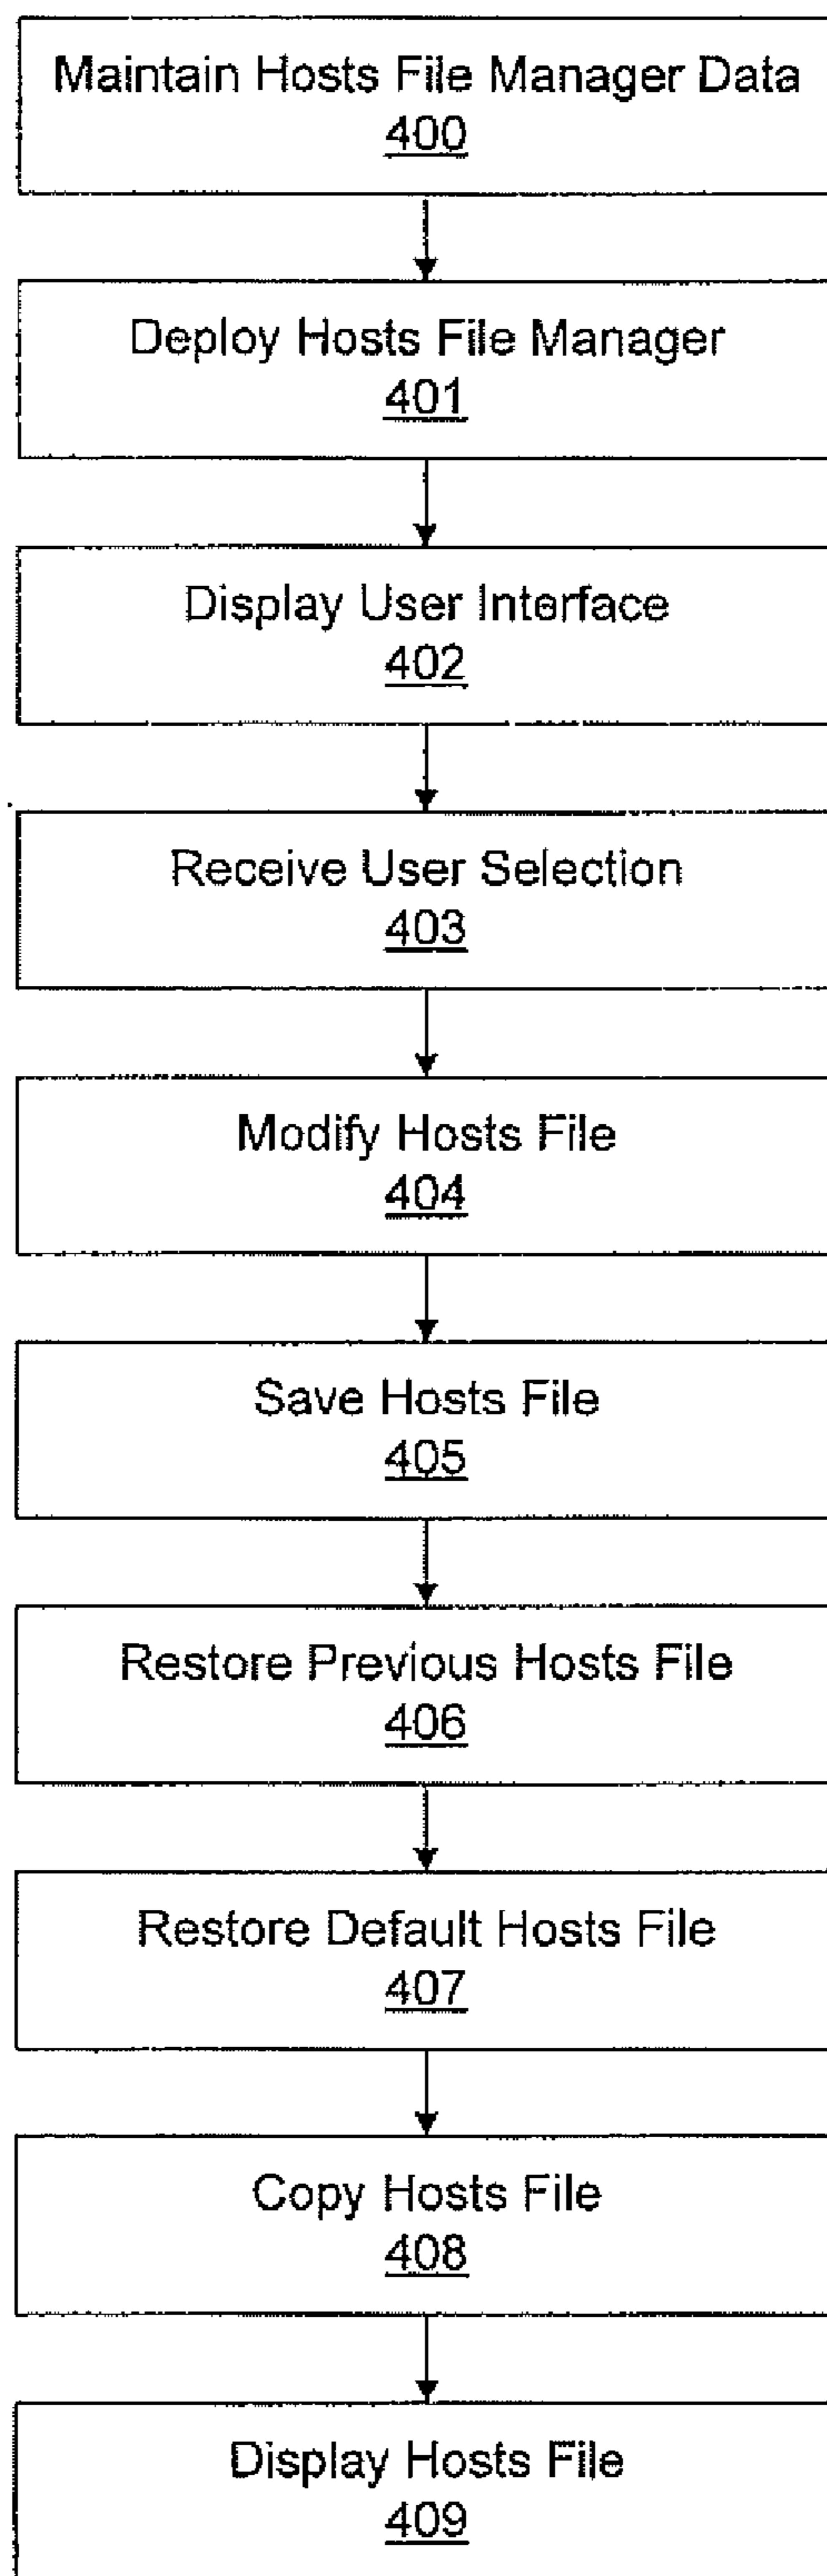 Maintain Hosts File Manager Data
400
Deploy Hosts File Manager
401
Display User Interface
402
Receive User Selection
403
Modify Hosts File
404
Save Hosts File
405
Restore Previous Hosts File
406
Restore Default Hosts File
407
Copy Hosts File
408
Display Hosts File
409